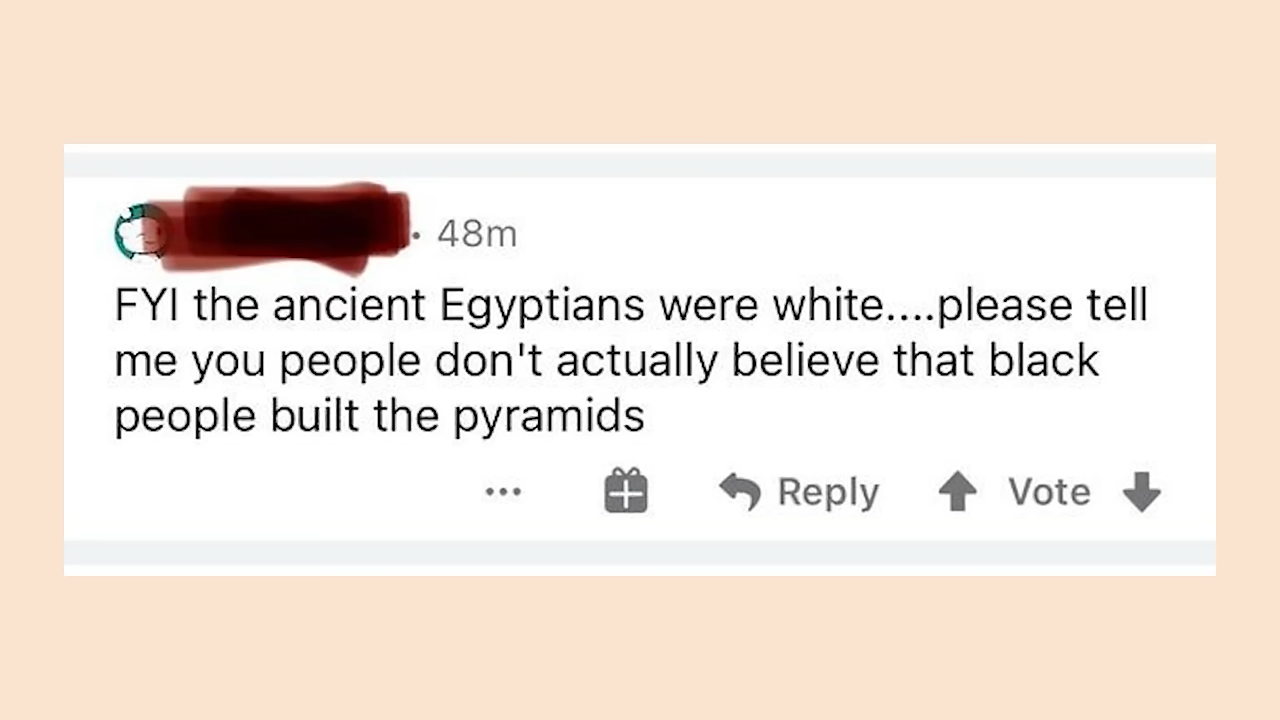 · 48m
FYI the ancient Egyptians were white....please tell
me you people don't actually believe that black
people built the pyramids
... Reply Vote